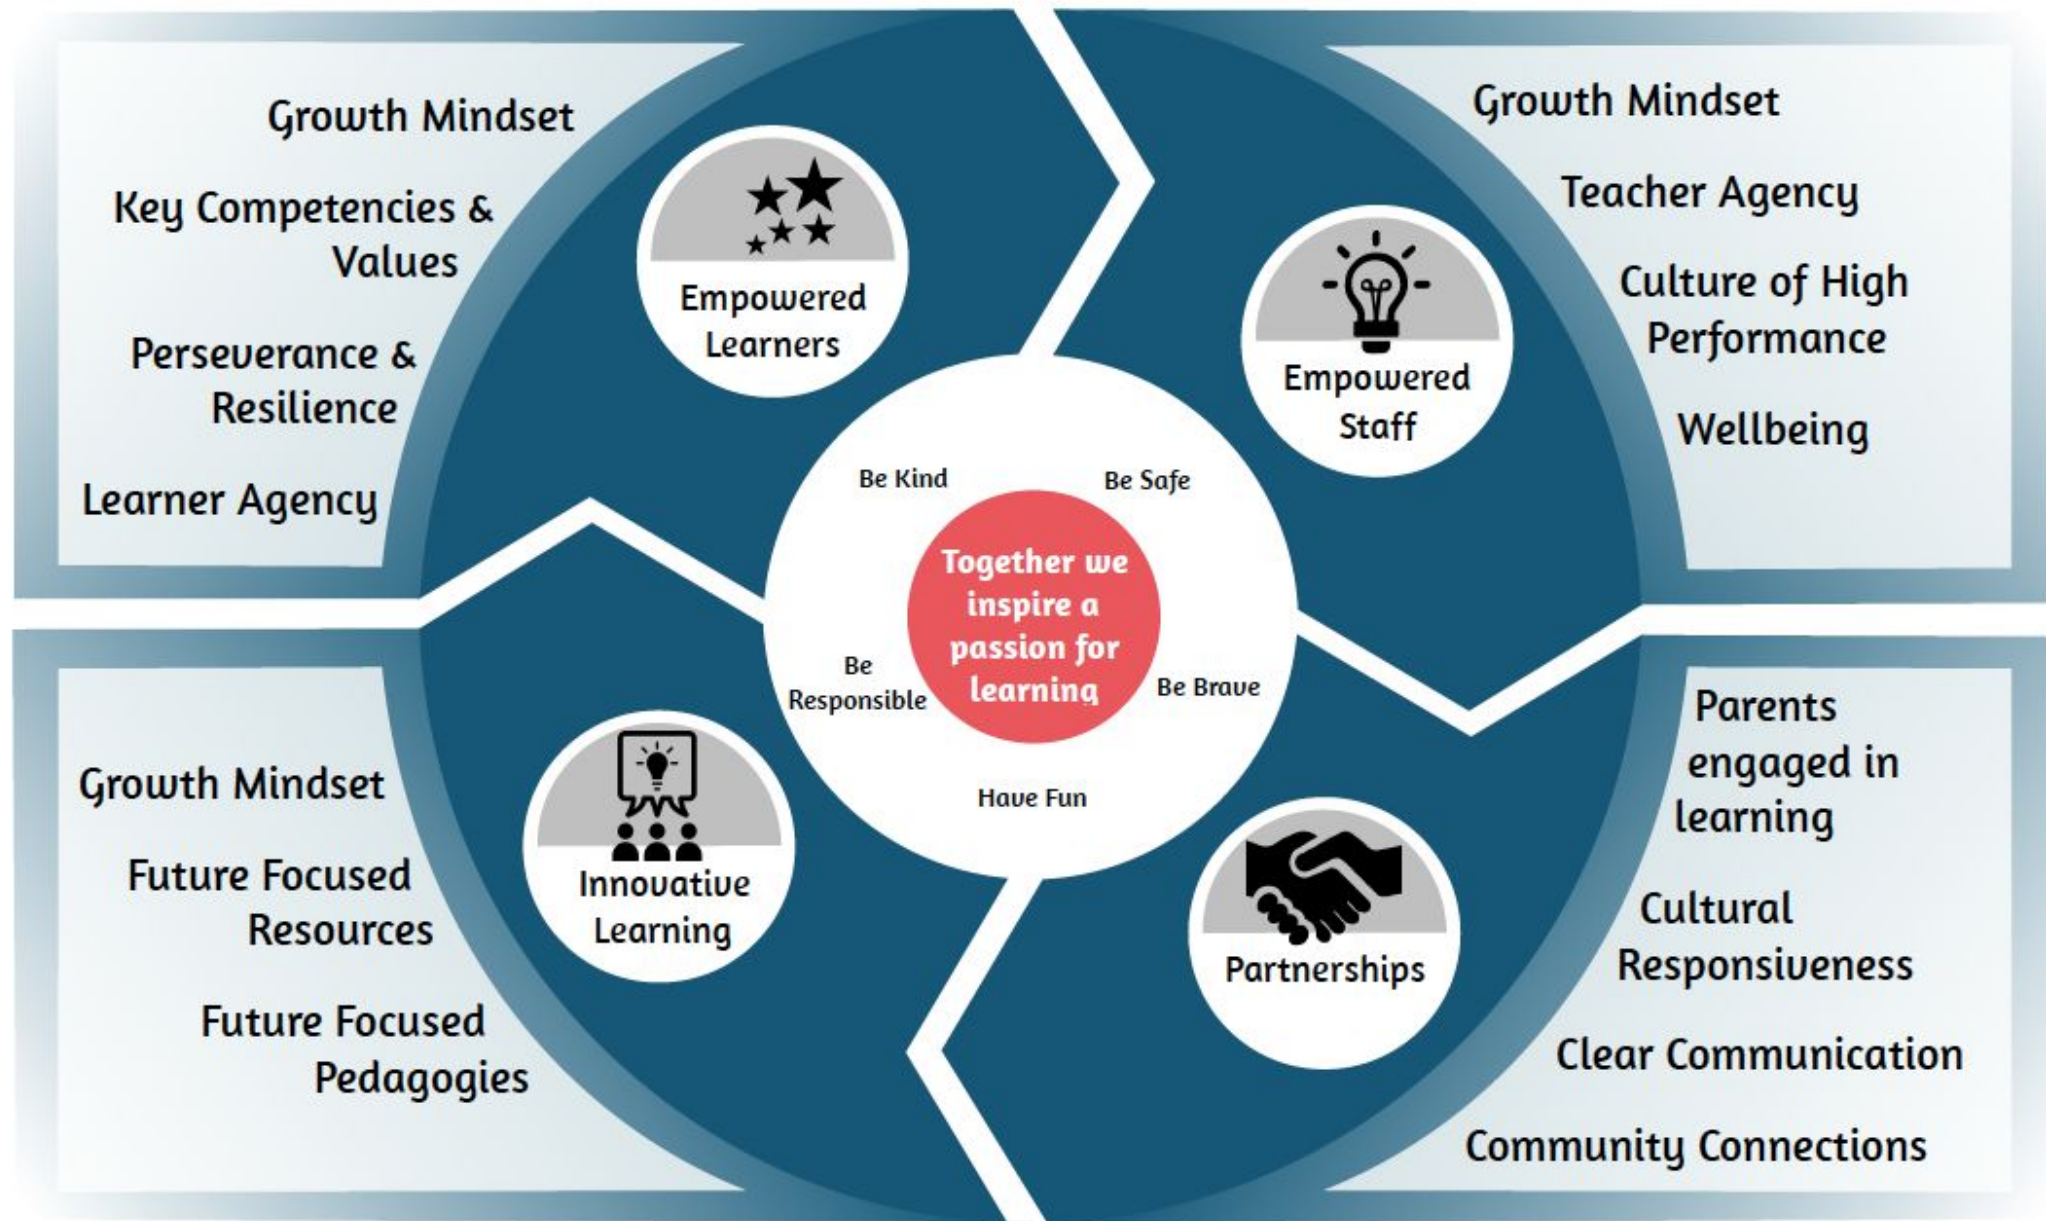 Growth Mindset
Key Competencies &
Values
Perseverance &
Resilience
Learner Agency
Empowered
Learners
Growth Mindset
Teacher Agency
Culture of High
Performance
Wellbeing
Empowered
Staff
Be Kind
Be Safe
Together we
inspire a
passion for
learning
Be
Responsible
Be Brave
Have Fun
Growth Mindset
Future Focused
Resources
Future Focused
Pedagogies
Innovative
Learning
Partnerships
Parents
engaged in
learning
Cultural
Responsiveness
Clear Communication
Community Connections